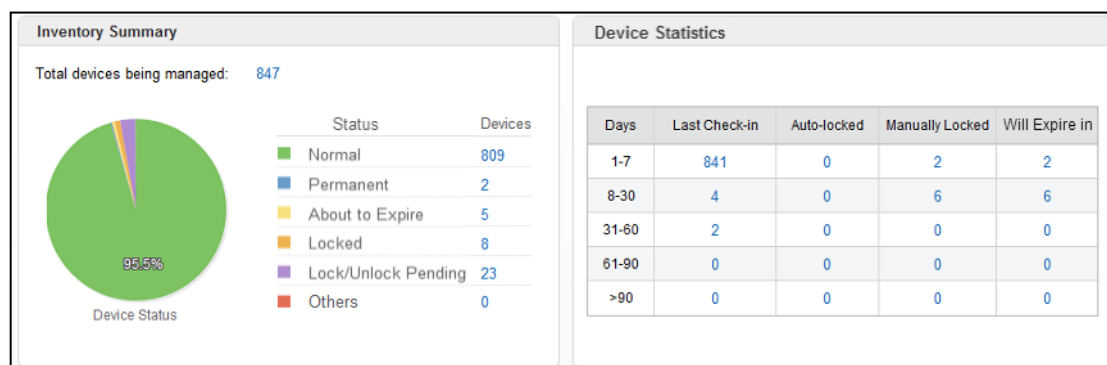 Inventory Summary
Total devices being managed: 847
Status Devices
Normal 809
Permanent 2
About to Expire 5
Locked 8
Lock/Unlock Pending 23
Others 0
95.5%
Device Status
Device Statistics
Days Last Check-in Auto-locked Manually Locked Will Expire in
1-7 841 0 2 2
8-30 4 0 6 6
31-60 2 0 0 0
61-90 0 0 0 0
>90 0 0 0 0